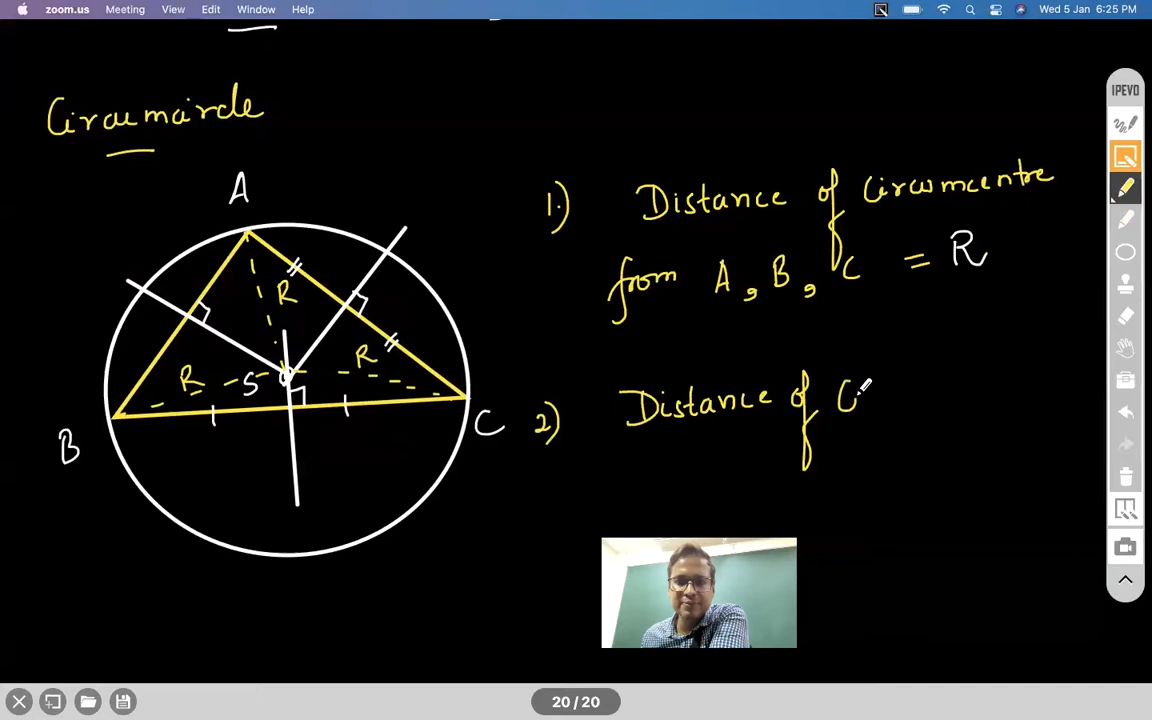 zoom.us Meeting View Edit Window Help Wed 5 Jan 6:25 PM
Circumcircle
A
1.) Distance of Circumcentre
IPEVO
from A, B, C = R
R
R
R
S
2) Distance of C
B
C
20 / 20